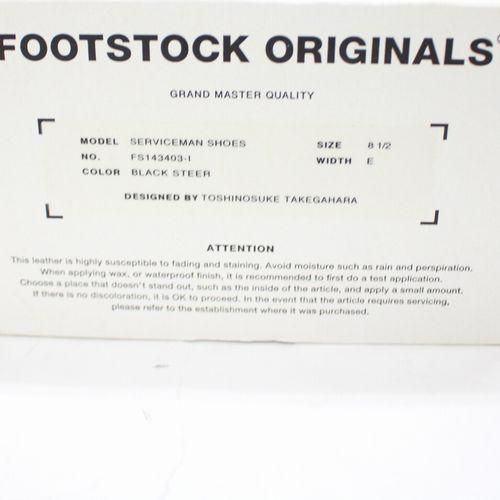 FOOTSTOCK ORIGINALS
GRAND MASTER QUALITY
MODEL SERVICEMAN SHOES SIZE 8 1/2
NO. FS143403-I WIDTH E
COLOR BLACK STEER
DESIGNED BY TOSHINOSUKE TAKEGAHARA
ATTENTION
This leather is highly susceptible to fading and staining. Avoid moisture such as rain and perspiration.
When applying wax, or waterproof finish, it is recommended to first do a test application.
Choose a place that doesn't stand out, such as the inside of the article, and apply a small amount.
If there is no discoloration, it is OK to proceed. In the event that the article requires servicing,
please refer to the establishment where it was purchased.